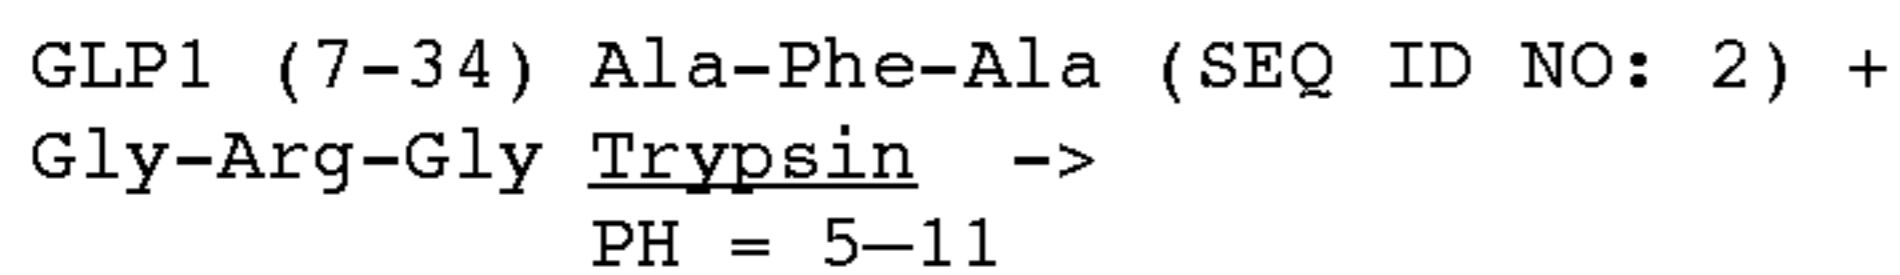 GLP1 (7-34) Ala-Phe-Ala (SEQ ID NO: 2) +
Gly-Arg-Gly Trypsin ->
PH = 5—11